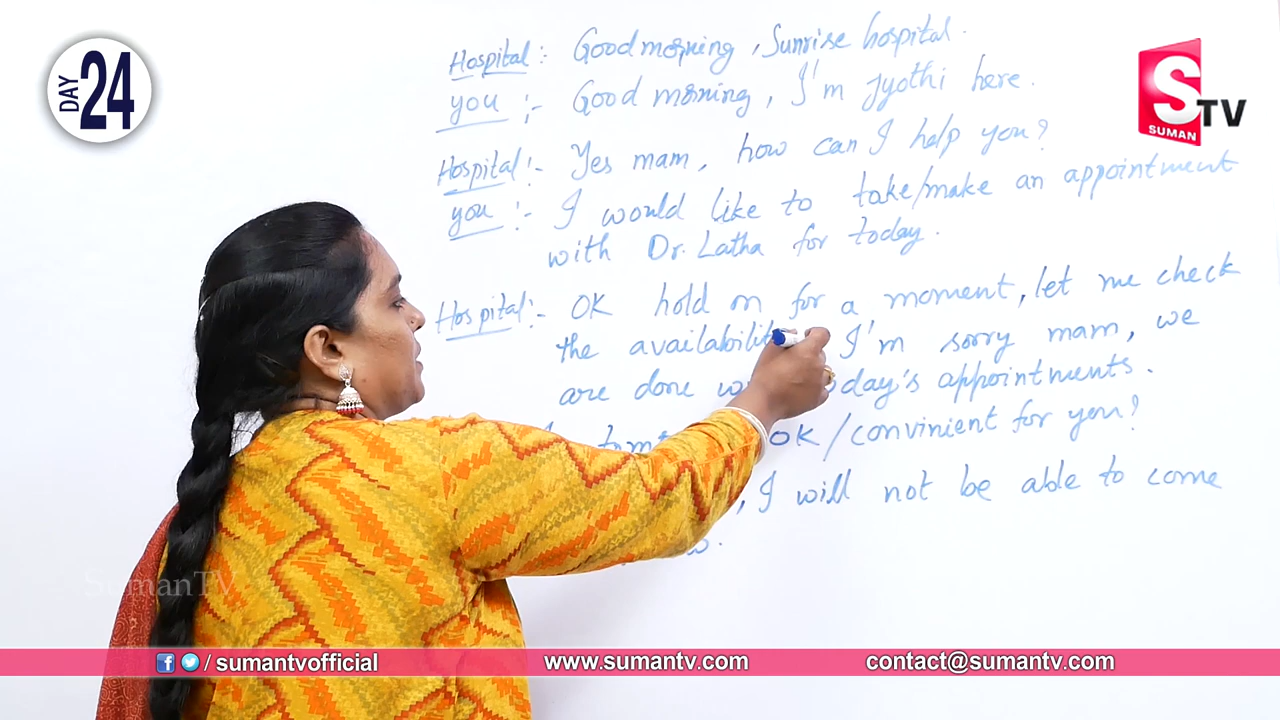 DAY 24
S TV
SUMAN
Hospital: Good morning, Sunrise hospital.
you :- Good morning, I'm Jyothi here.
Hospital:- Yes mam, how can I help you?
you :- I would like to take/make an appointment
with Dr. Latha for today.
Hospital:- OK hold on for a moment, let me check
the availabilit I'm sorry mam, we
are done day's appointments.
OK/convinient for you?
, I will not be able to come
SumanTV
/ sumantvofficial
www.sumantv.com
contact@sumantv.com